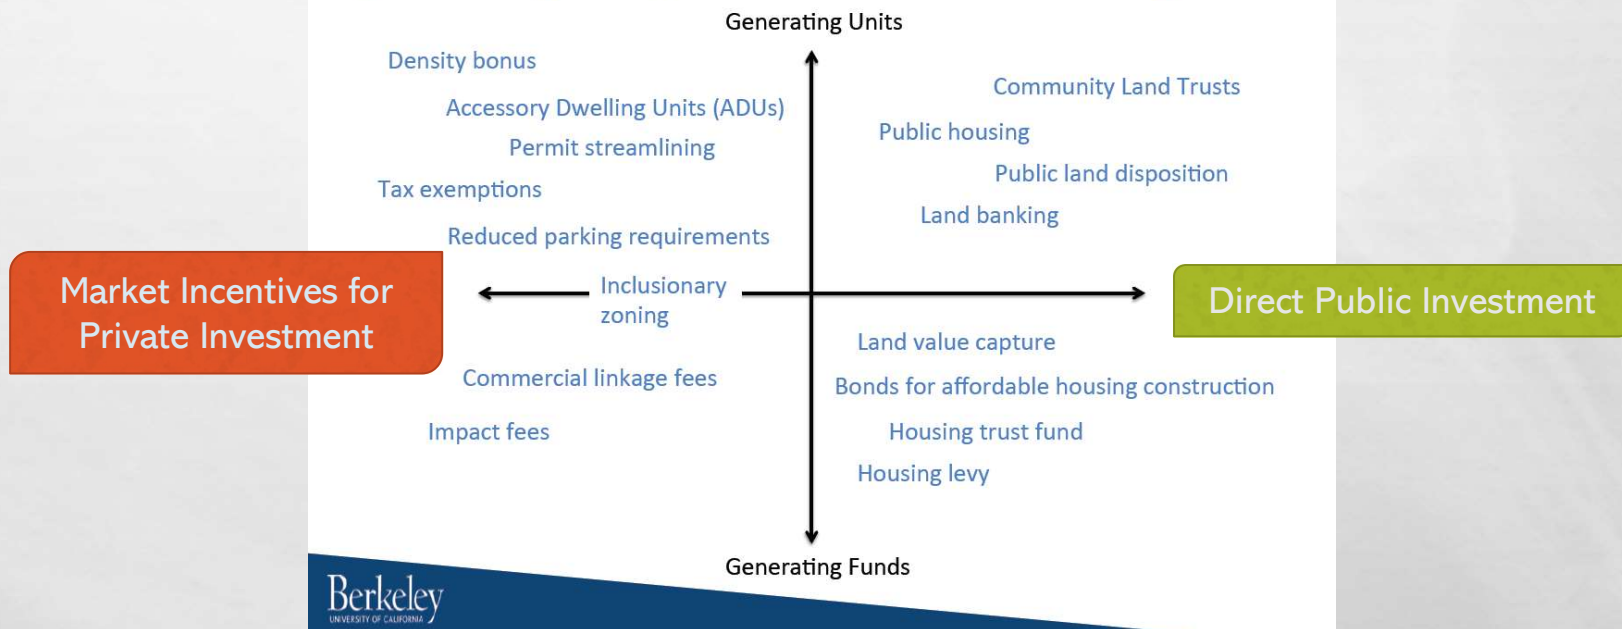 Generating Units
Density bonus
Community Land Trusts
Accessory Dwelling Units (ADUs)
Public housing
Permit streamlining
Public land disposition
Tax exemptions
Land banking
Reduced parking requirements
Market Incentives for
Private Investment
Inclusionary
zoning
Direct Public Investment
Land value capture
Commercial linkage fees
Bonds for affordable housing construction
Impact fees
Housing trust fund
Housing levy
Generating Funds
Berkeley
UNIVERSITY OF CALIFORNIA